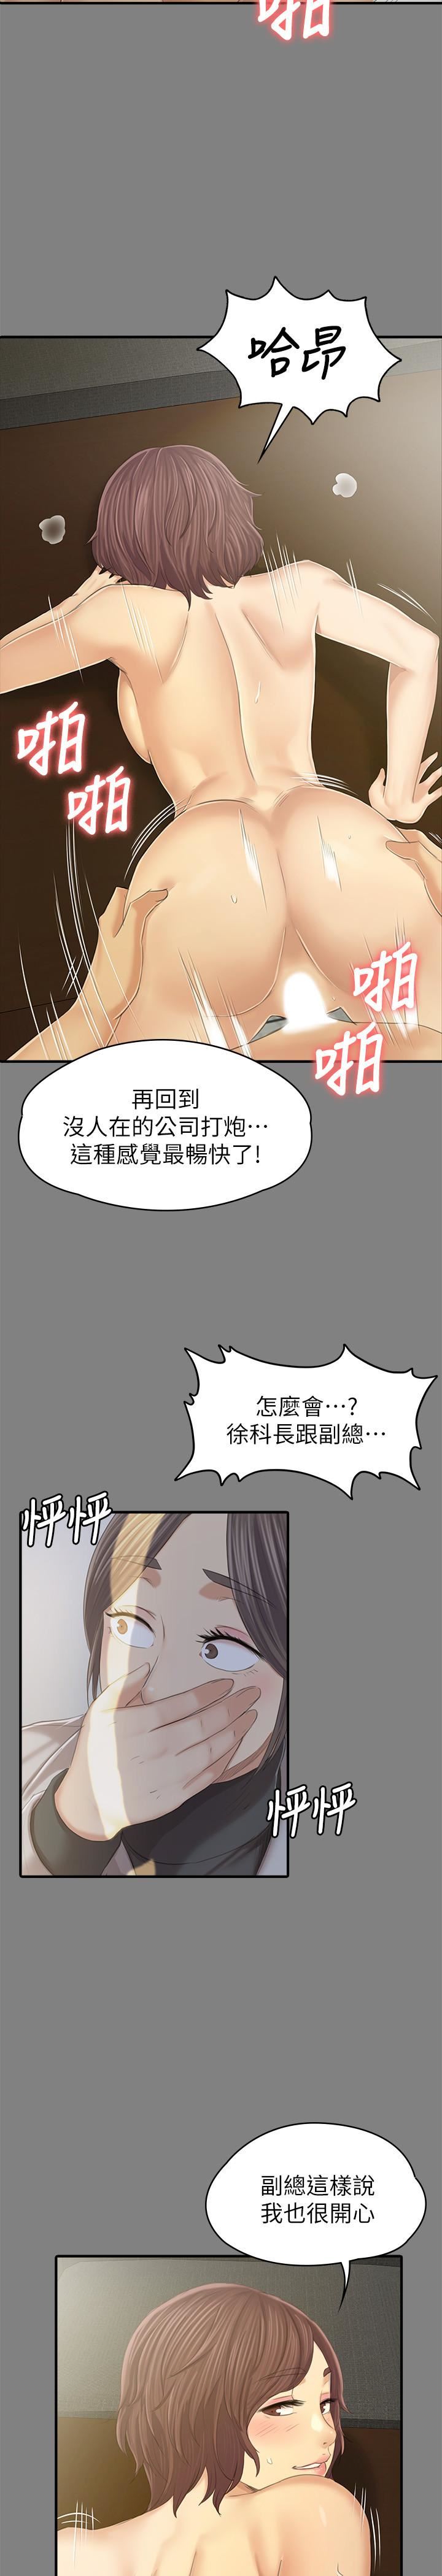 啪
哈昂
啪
啪
啪
啪
再回到
沒人在的公司打炮…
這種感覺最暢快了!
怎麼會…?
徐科長跟副總…
怦怦
怦怦
副總這樣說
我也很開心